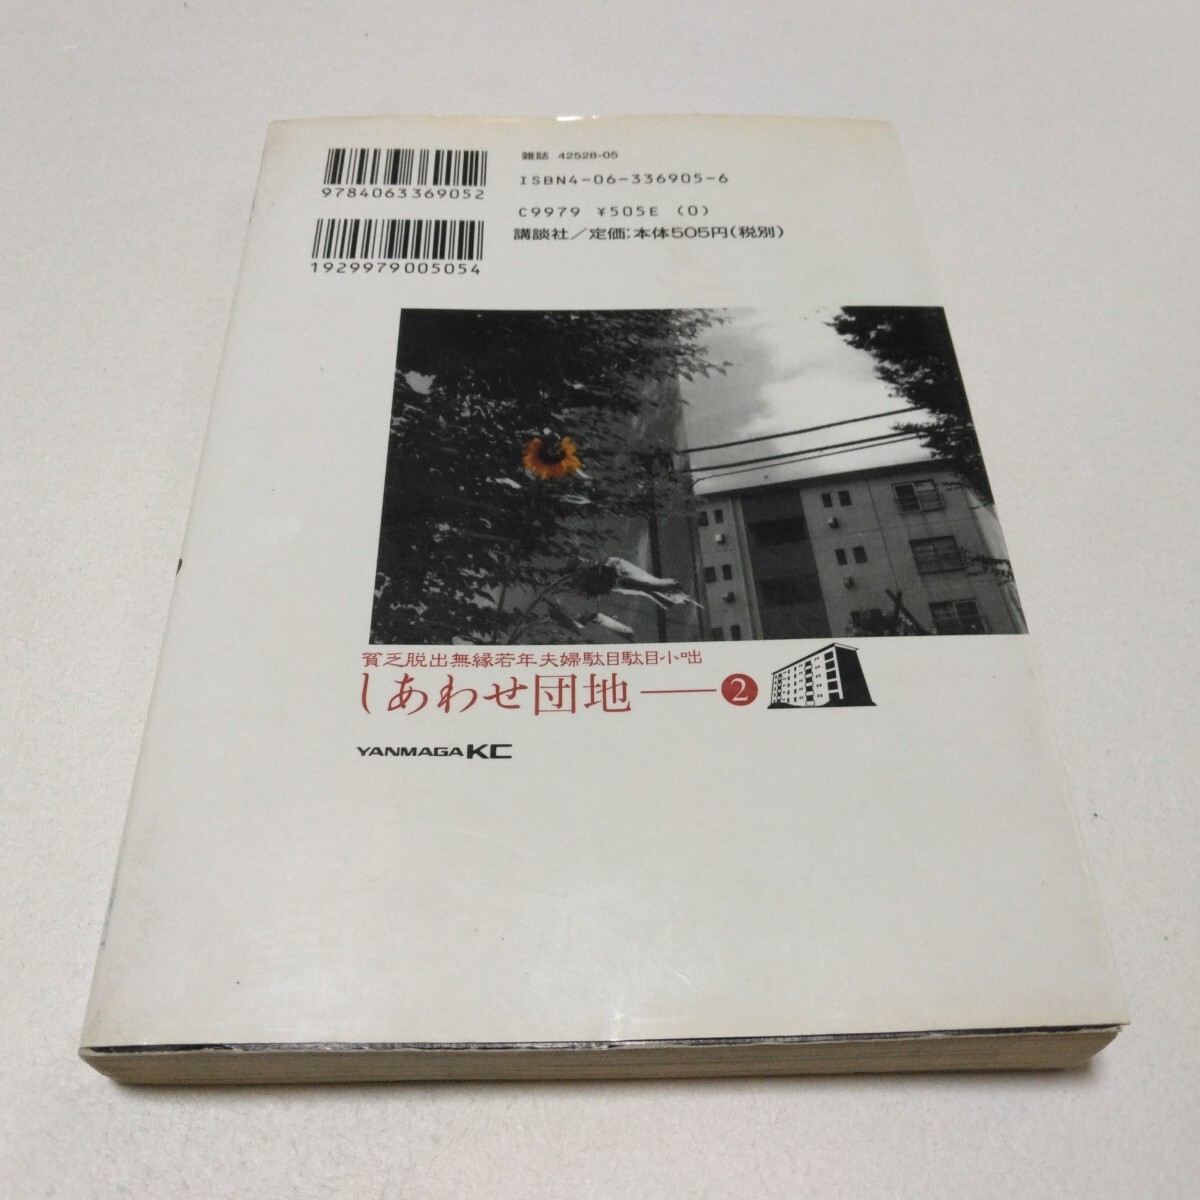 9784063369052
1929979005054
雑誌 42528-05
ISBN4-06-336905-6
C9979 ¥505E (0)
講談社／定価:本体505円(税別)
貧乏脱出無縁若年夫婦駄目駄目小咄
しあわせ団地 — 2
YANMAGA KC